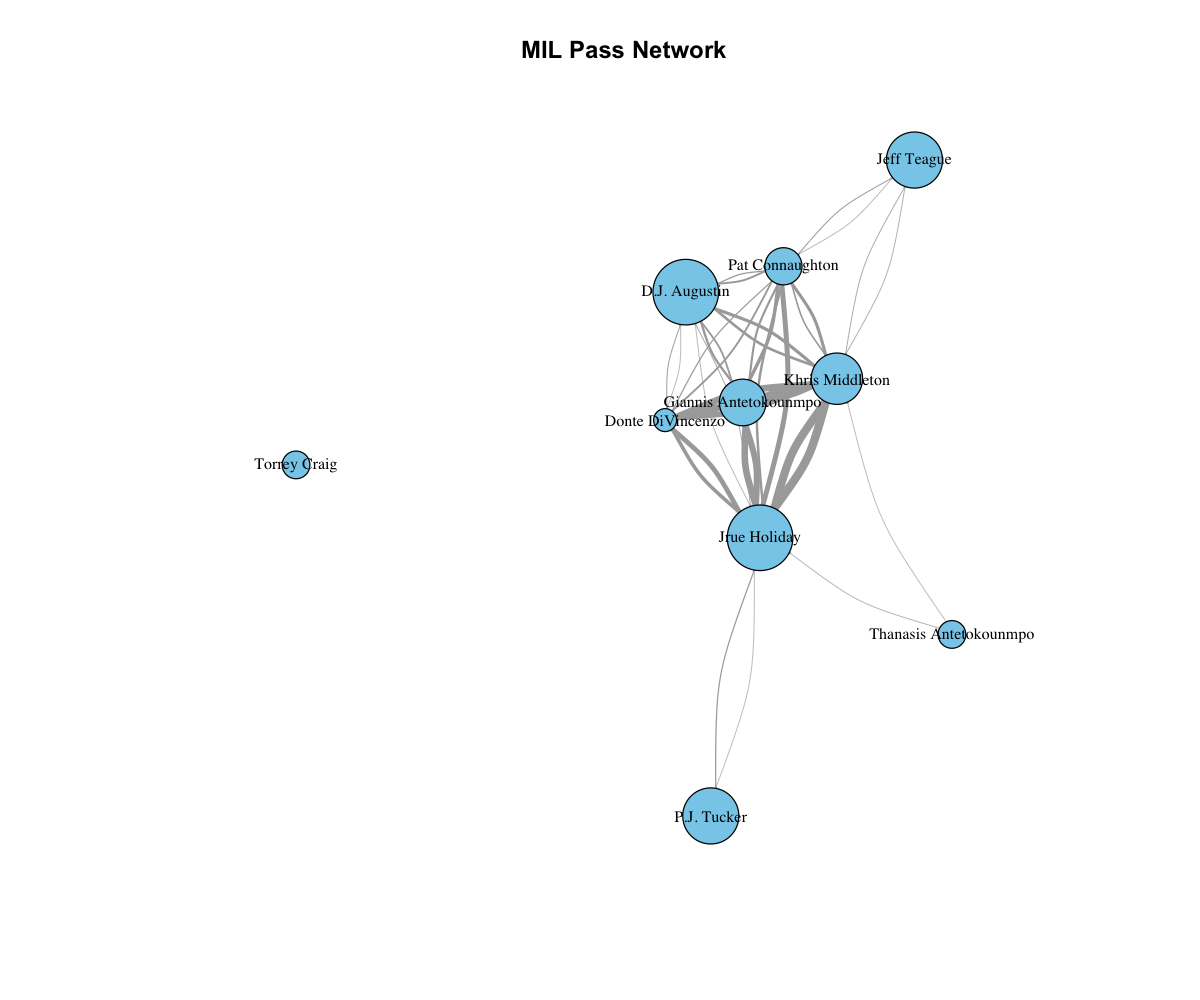 MIL Pass Network
Jeff Teague
Pat Connaughton
D.J. Augustin
Khris Middleton
Giannis Antetokounmpo
Donte DiVincenzo
Torrey Craig
Jrue Holiday
Thanasis Antetokounmpo
P.J. Tucker